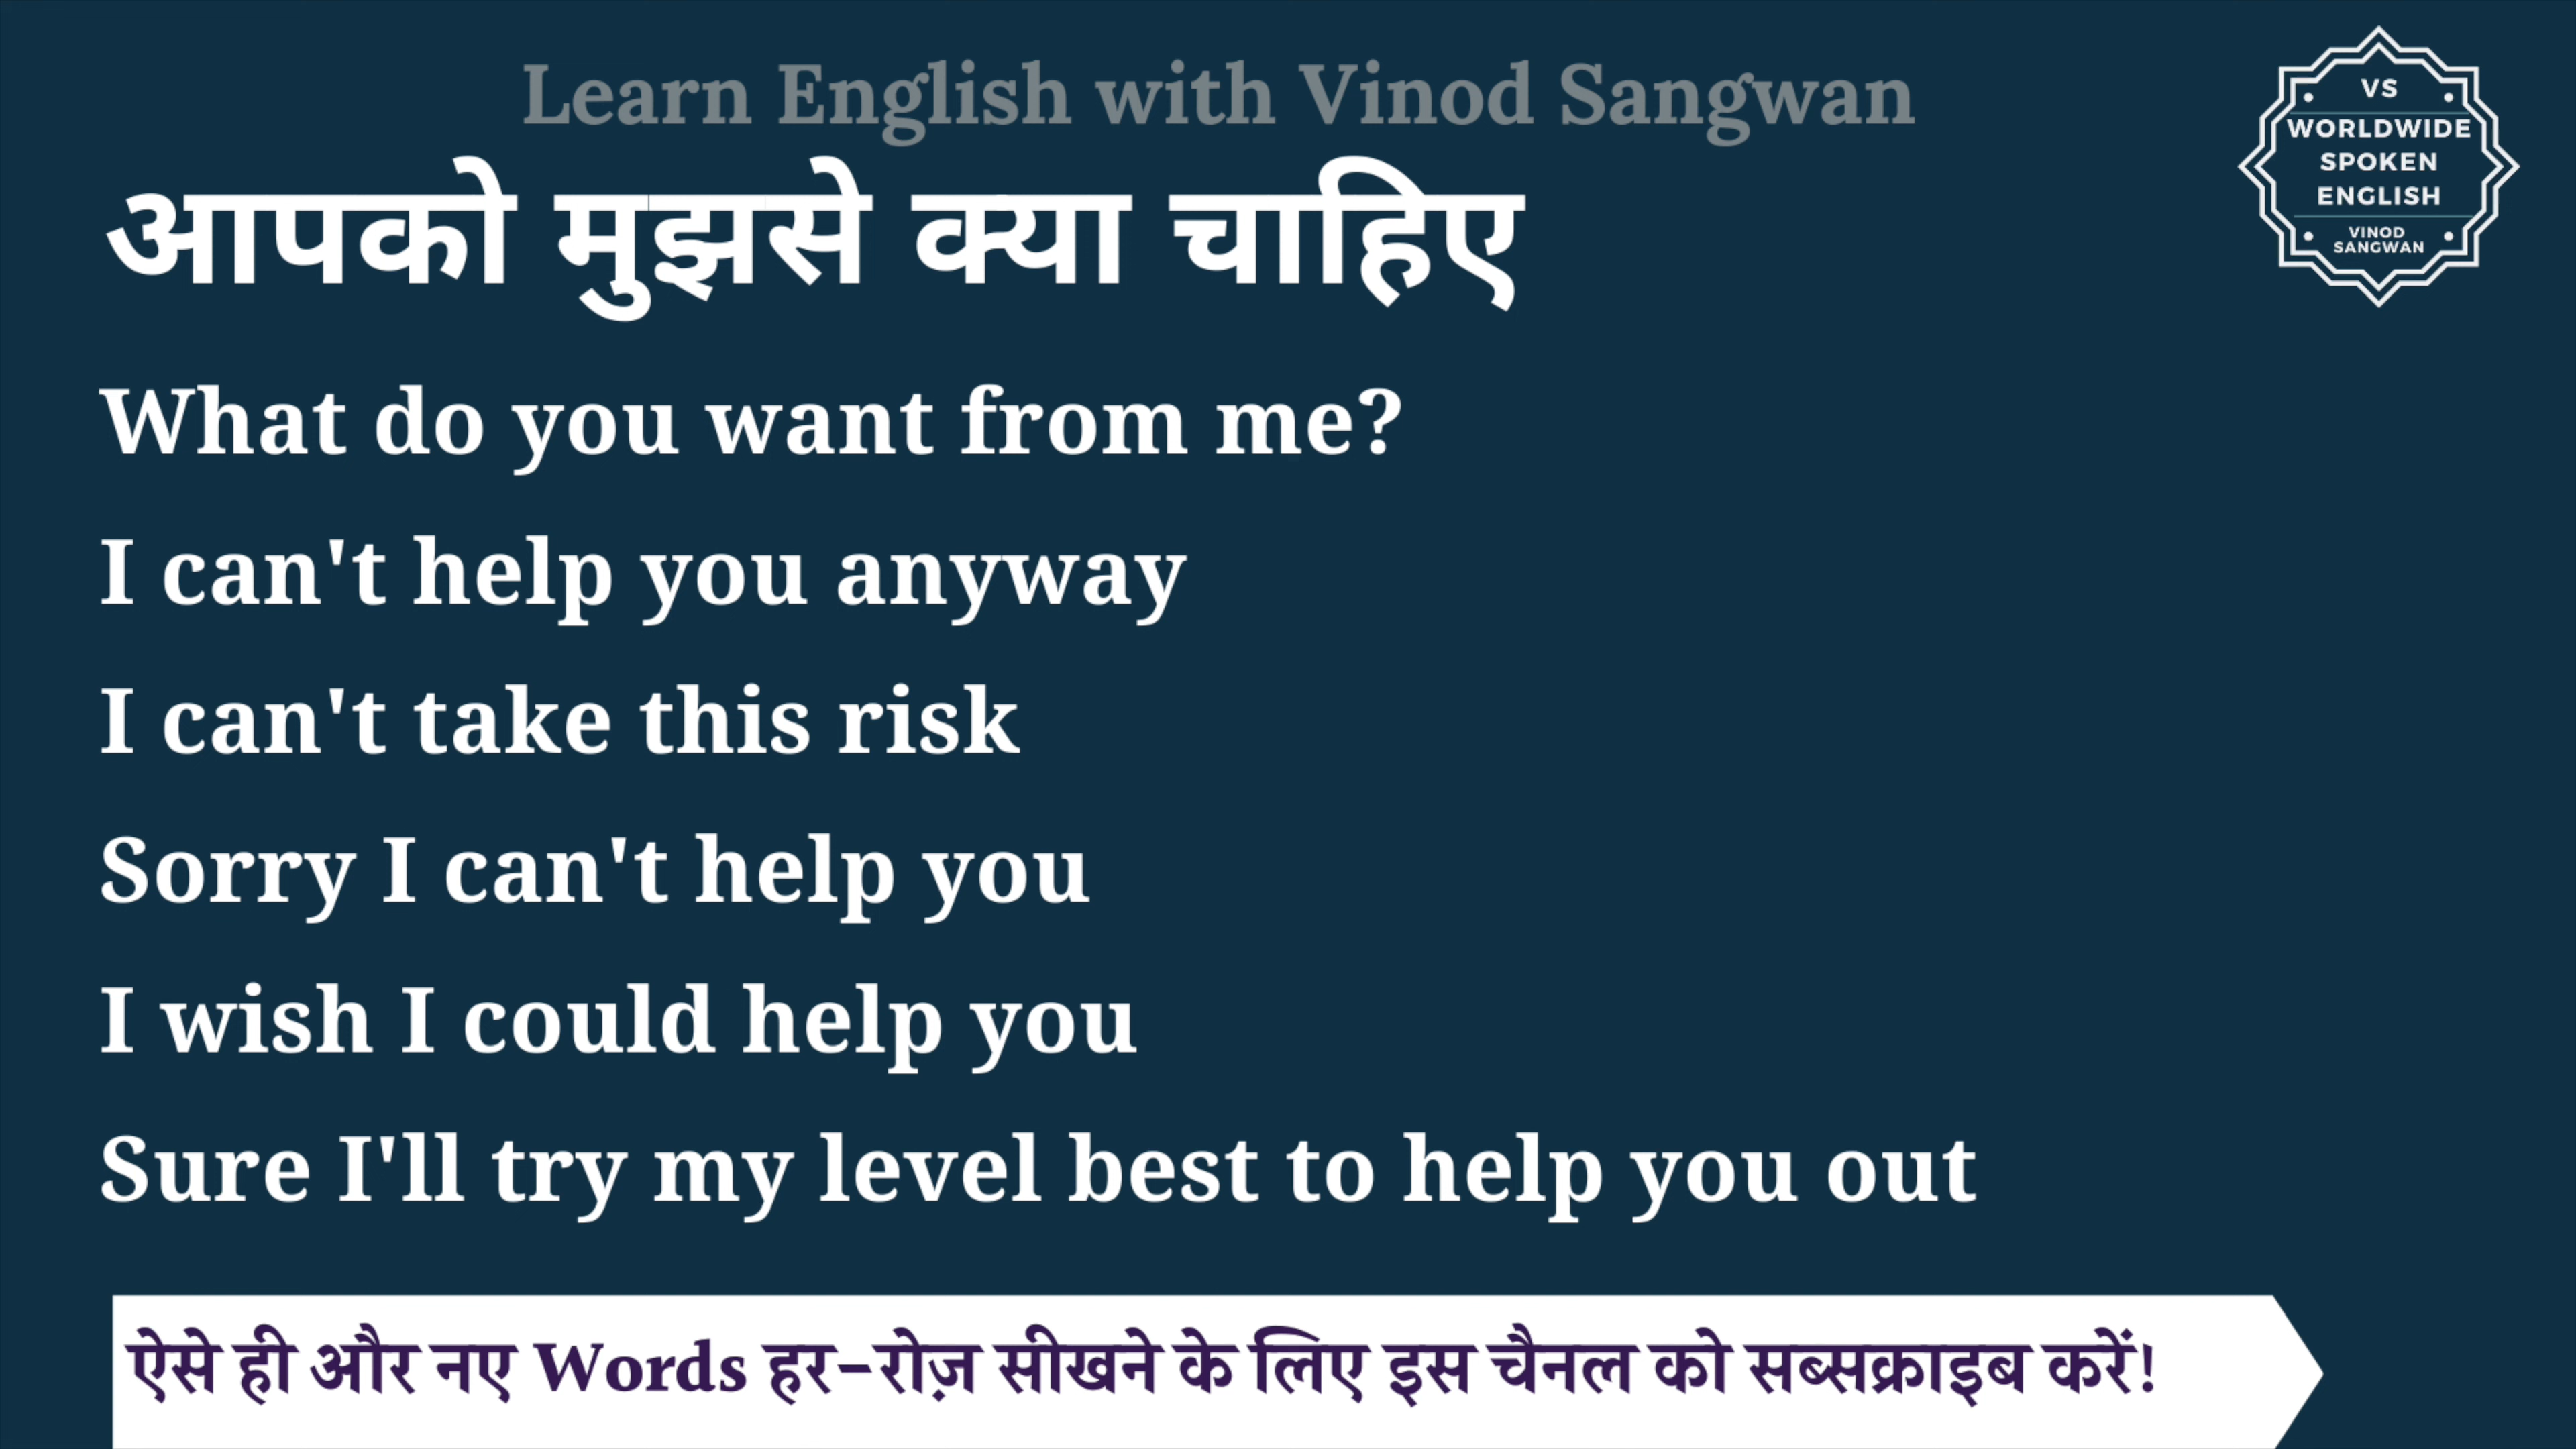 Learn English with Vinod Sangwan
VS
WORLDWIDE
SPOKEN
ENGLISH
VINOD
SANGWAN
आपको मुझसे क्या चाहिए
What do you want from me?
I can't help you anyway
I can't take this risk
Sorry I can't help you
I wish I could help you
Sure I'll try my level best to help you out
ऐसे ही और नए Words हर-रोज़ सीखने के लिए इस चैनल को सब्सक्राइब करें!